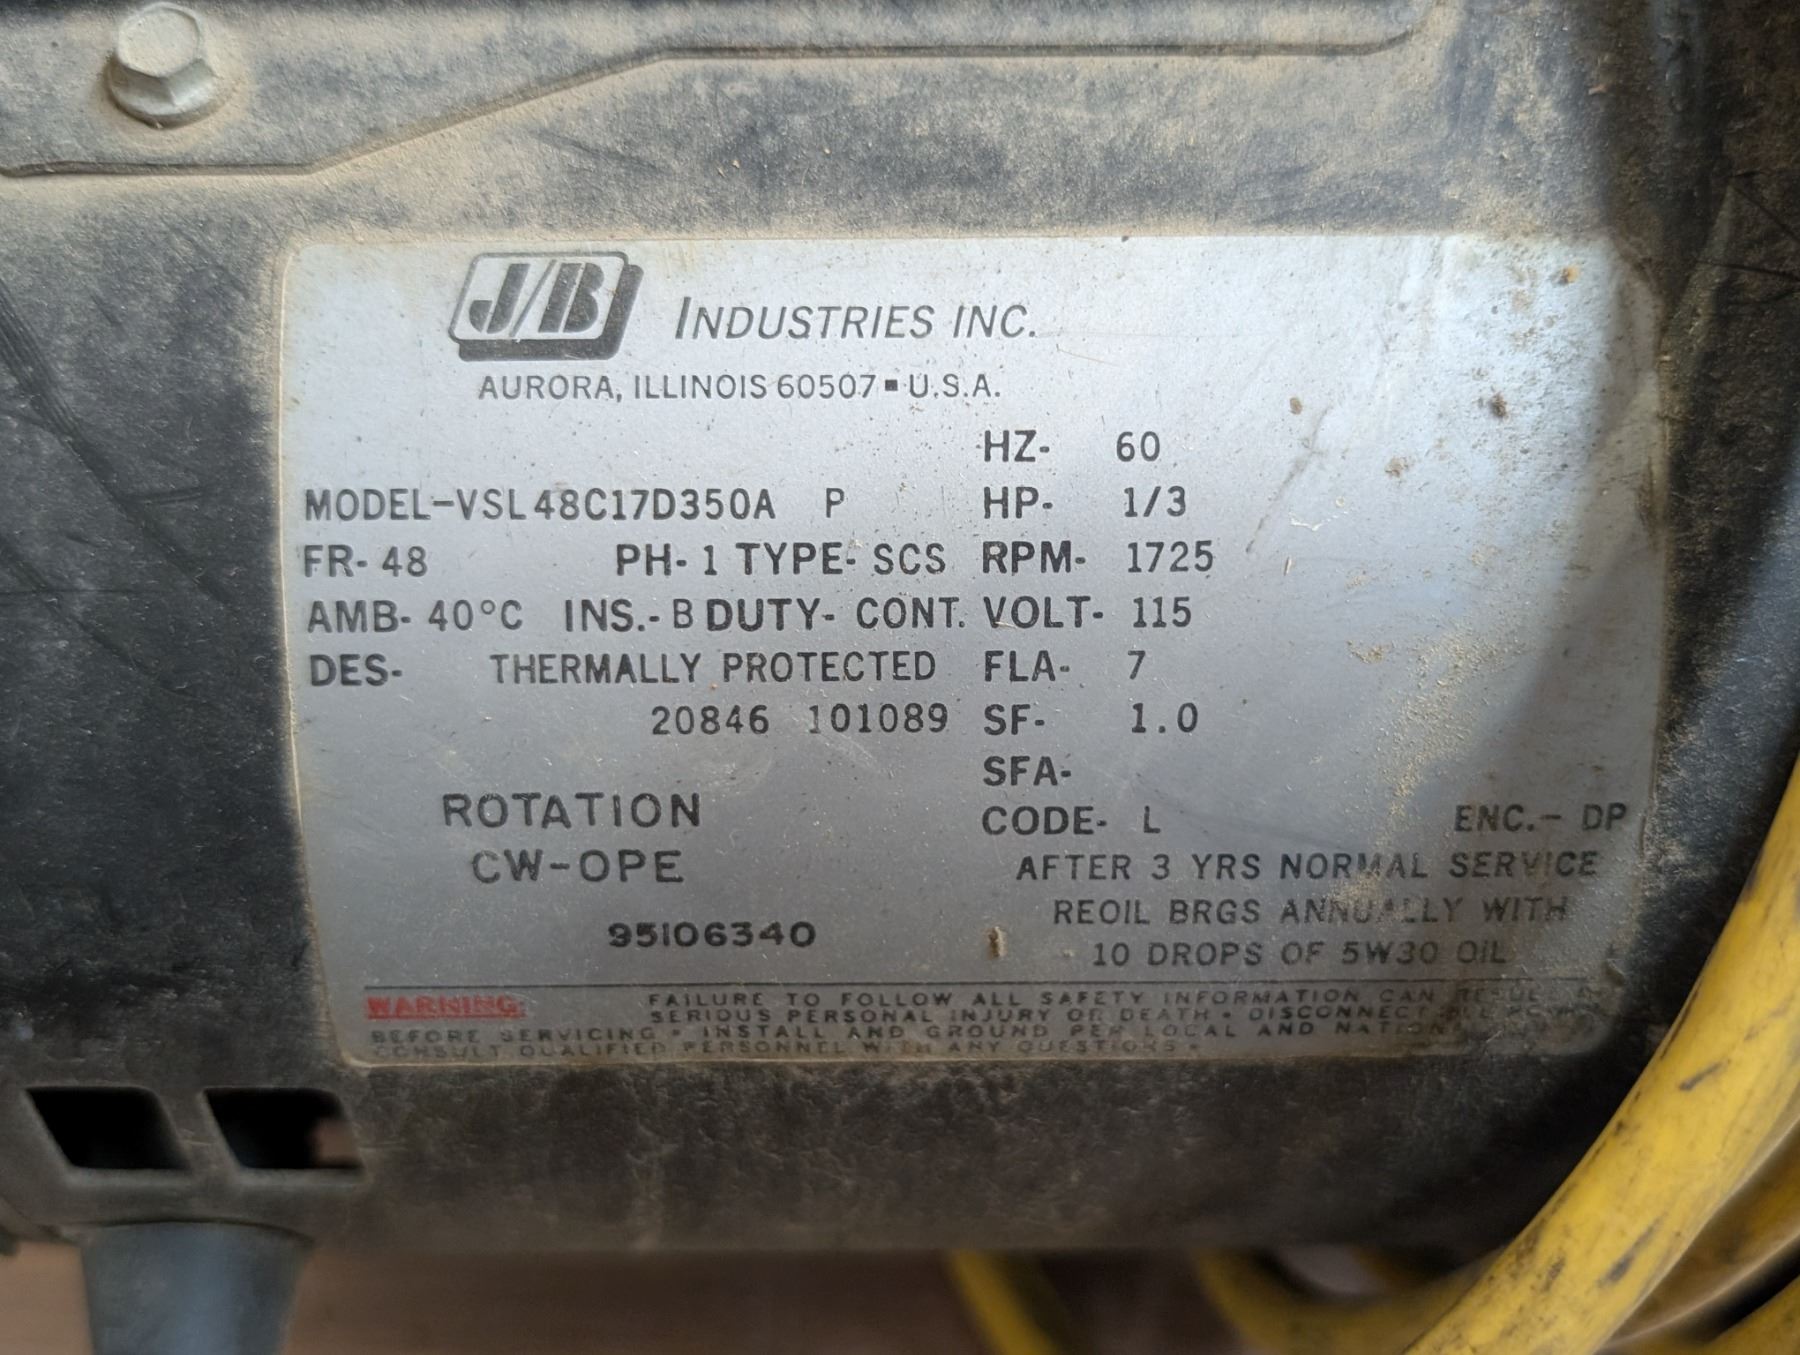 J/B INDUSTRIES INC.
AURORA, ILLINOIS 60507 ▪ U.S.A.
HZ- 60
MODEL-VSL48C17D350A P HP- 1/3
FR- 48 PH- 1 TYPE- SCS RPM- 1725
AMB- 40°C INS.- B DUTY- CONT. VOLT- 115
DES- THERMALLY PROTECTED FLA- 7
20846 101089 SF- 1.0
SFA-
ROTATION CODE- L ENC.- DP
CW-OPE AFTER 3 YRS NORMAL SERVICE
REOIL BRGS ANNUALLY WITH
95106340 10 DROPS OF 5W30 OIL
WARNING: FAILURE TO FOLLOW ALL SAFETY INFORMATION CAN
SERIOUS PERSONAL INJURY OR DEATH • DISCONNECT
BEFORE SERVICING • INSTALL AND GROUND PER LOCAL AND
CONSULT QUALIFIED PERSONNEL WITH ANY QUESTIONS •